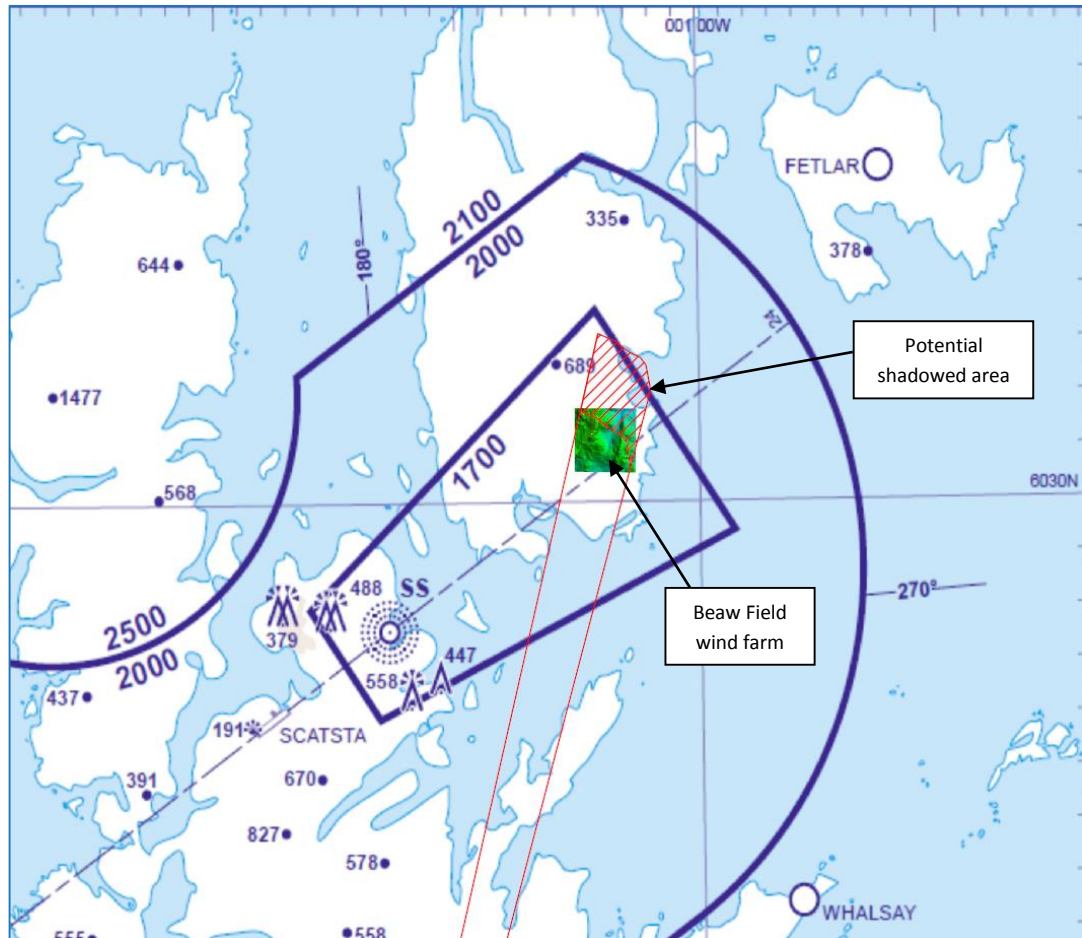 001 00W
FETLAR
2100
2000
335
378
180°
644
24
Potential
shadowed area
689
1477
1700
6030N
568
488
SS
270°
379
2500
2000
447
558
Beaw Field
wind farm
437
191
SCATSTA
670
391
827
578
WHALSAY
555
558